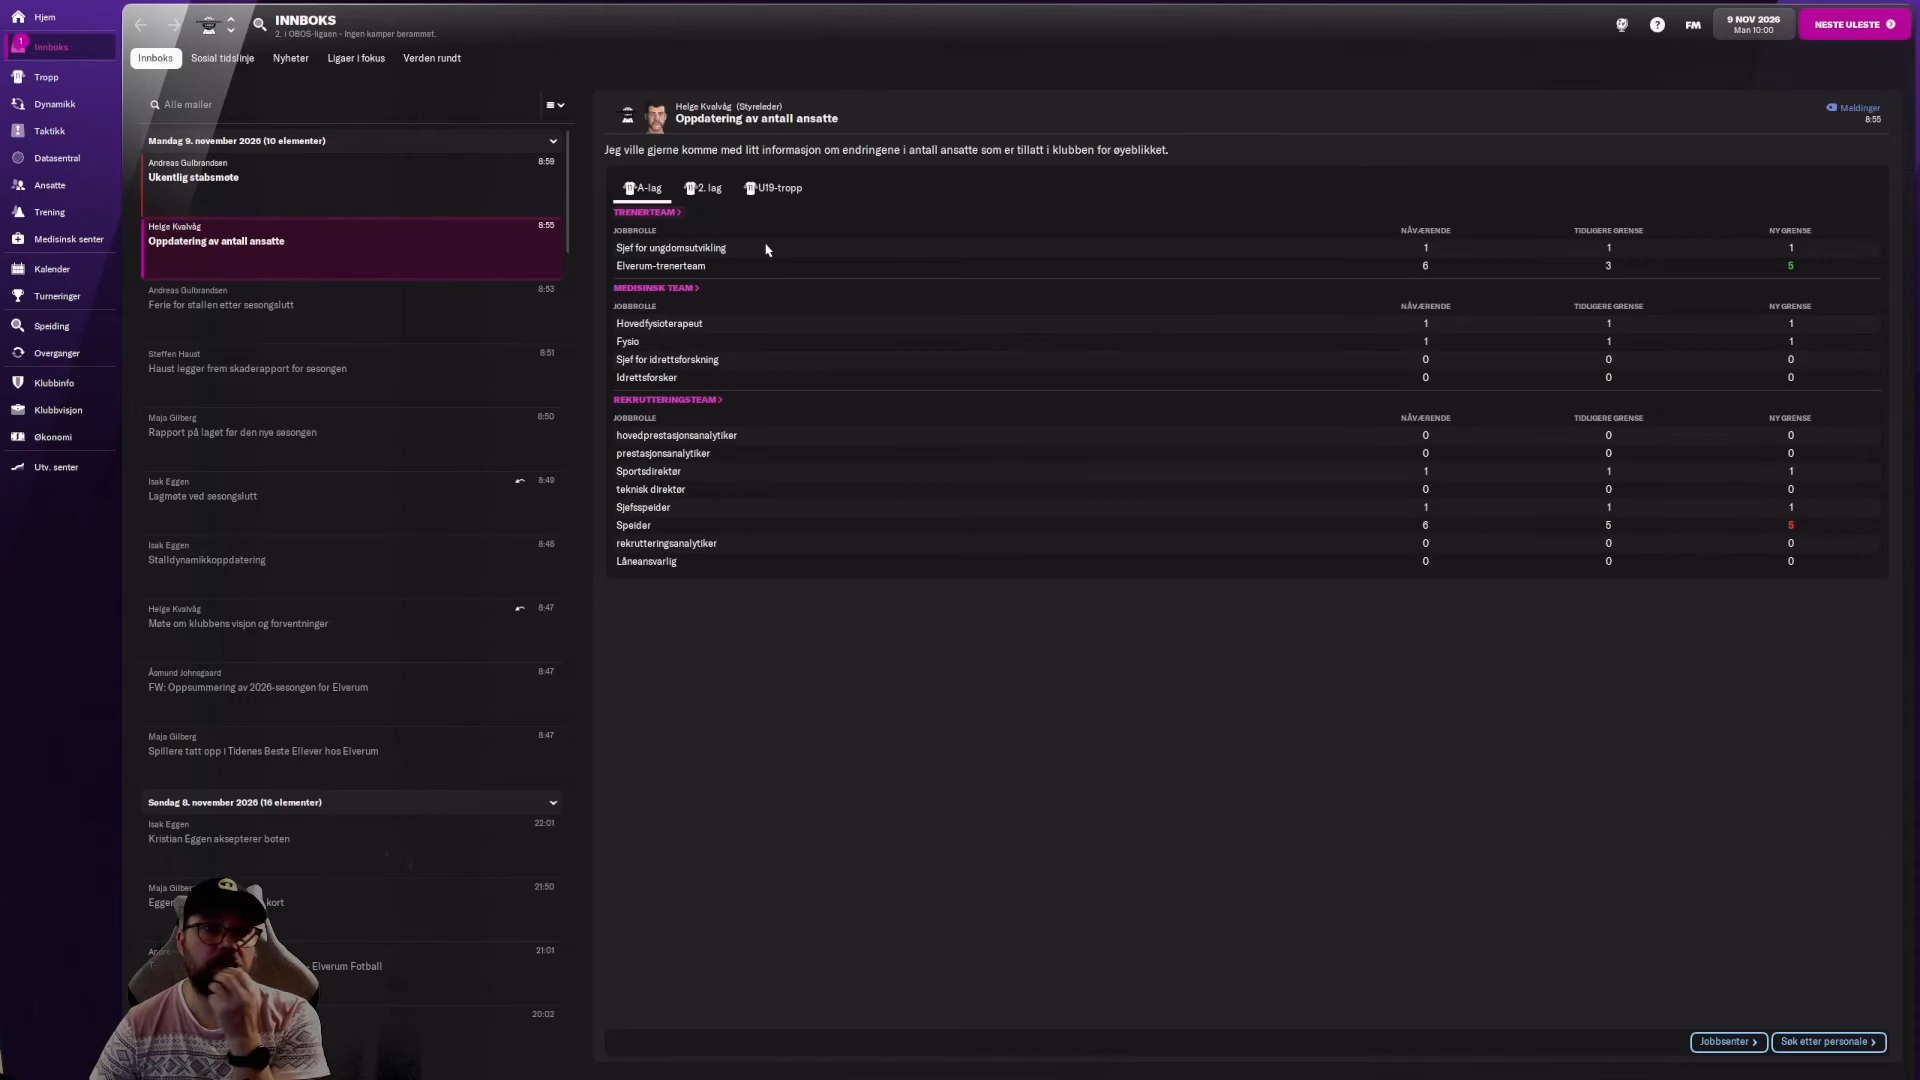 Hjem
1
Innboks
Tropp
Dynamikk
Taktikk
Datasentral
Ansatte
Trening
Medisinsk senter
Kalender
Turneringer
Speiding
Overganger
Klubbinfo
Klubbvisjon
Økonomi
Utv. senter
INNBOKS
2. i OBOS-ligaen - Ingen kamper berammet.
FM
9 NOV 2026
Man 10:00
NESTE ULESTE
Innboks Sosial tidslinje Nyheter Ligaer i fokus Verden rundt
Alle mailer
Mandag 9. november 2026 (10 elementer)
Andreas Gulbrandsen 8:59
Ukentlig stabsmøte
Helge Kvalvåg 8:55
Oppdatering av antall ansatte
Andreas Gulbrandsen 8:53
Ferie for stallen etter sesongslutt
Steffen Haust 8:51
Haust legger frem skaderapport for sesongen
Maja Gilberg 8:50
Rapport på laget før den nye sesongen
Isak Eggen 8:49
Lagmøte ved sesongslutt
Isak Eggen 8:48
Stalldynamikkoppdatering
Helge Kvalvåg 8:47
Møte om klubbens visjon og forventninger
Åsmund Johnsgaard 8:47
FW: Oppsummering av 2026-sesongen for Elverum
Maja Gilberg 8:47
Spillere tatt opp i Tidenes Beste Ellever hos Elverum
Søndag 8. november 2026 (16 elementer)
Isak Eggen 22:01
Kristian Eggen aksepterer boten
Maja Gilber 21:50
Egger kort
21:01
Elverum Fotball
20:02
Helge Kvalvåg (Styreleder)
Oppdatering av antall ansatte
Meldinger
8:55
Jeg ville gjerne komme med litt informasjon om endringene i antall ansatte som er tillatt i klubben for øyeblikket.
A-lag 2. lag U19-tropp
TRENERTEAM >
JOBBROLLE NÅVÆRENDE TIDLIGERE GRENSE NY GRENSE
Sjef for ungdomsutvikling 1 1 1
Elverum-trenerteam 6 3 5
MEDISINSK TEAM >
JOBBROLLE NÅVÆRENDE TIDLIGERE GRENSE NY GRENSE
Hovedfysioterapeut 1 1 1
Fysio 1 1 1
Sjef for idrettsforskning 0 0 0
Idrettsforsker 0 0 0
REKRUTTERINGSTEAM >
JOBBROLLE NÅVÆRENDE TIDLIGERE GRENSE NY GRENSE
hovedprestasjonsanalytiker 0 0 0
prestasjonsanalytiker 0 0 0
Sportsdirektør 1 1 1
teknisk direktør 0 0 0
Sjefsspeider 1 1 1
Speider 6 5 5
rekrutteringsanalytiker 0 0 0
Låneansvarlig 0 0 0
Jobbsenter >
Søk etter personale >